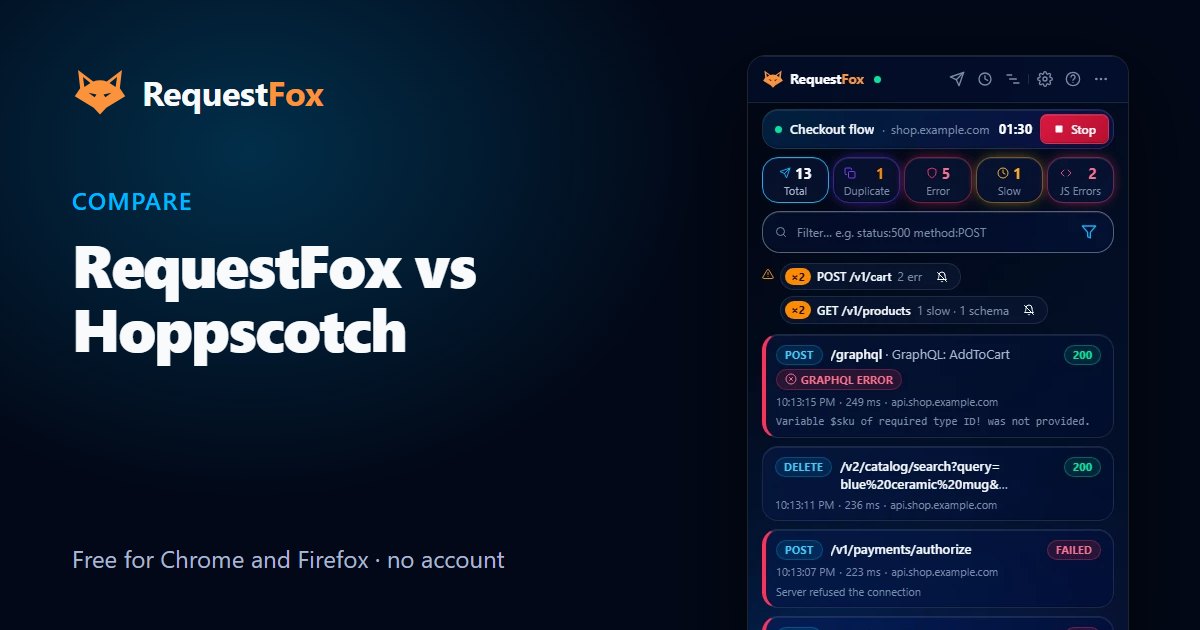 RequestFox
COMPARE
RequestFox vs
Hoppscotch
Free for Chrome and Firefox · no account
RequestFox
Checkout flow · shop.example.com 01:30 Stop
13 Total
1 Duplicate
5 Error
1 Slow
2 JS Errors
Filter... e.g. status:500 method:POST
×2 POST /v1/cart 2 err
×2 GET /v1/products 1 slow · 1 schema
POST /graphql · GraphQL: AddToCart 200
GRAPHQL ERROR
10:13:15 PM · 249 ms · api.shop.example.com
Variable $sku of required type ID! was not provided.
DELETE /v2/catalog/search?query=
blue%20ceramic%20mug&... 200
10:13:11 PM · 236 ms · api.shop.example.com
POST /v1/payments/authorize FAILED
10:13:07 PM · 223 ms · api.shop.example.com
Server refused the connection